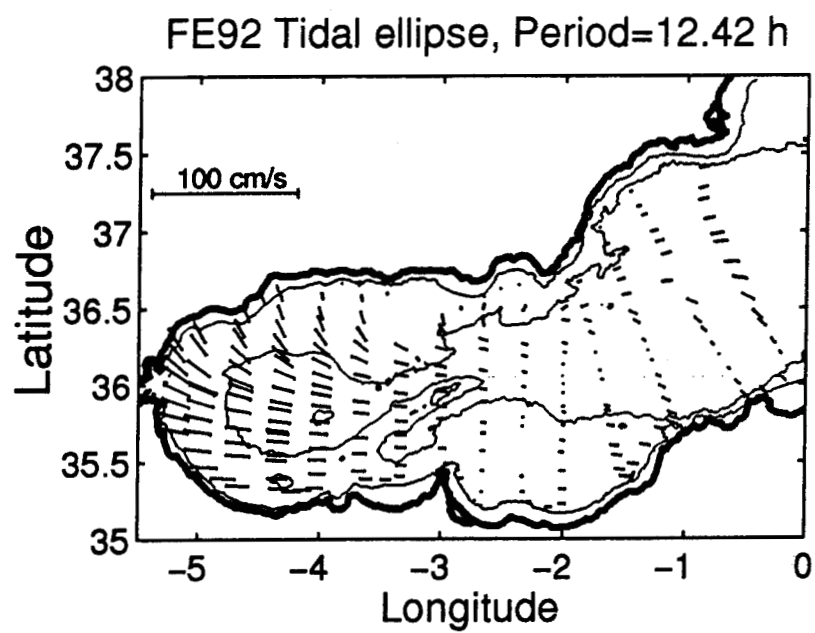 FE92 Tidal ellipse, Period=12.42 h
38
37.5
100 cm/s
37
36.5
Latitude
36
35.5
35
−5 −4 −3 −2 −1 0
Longitude